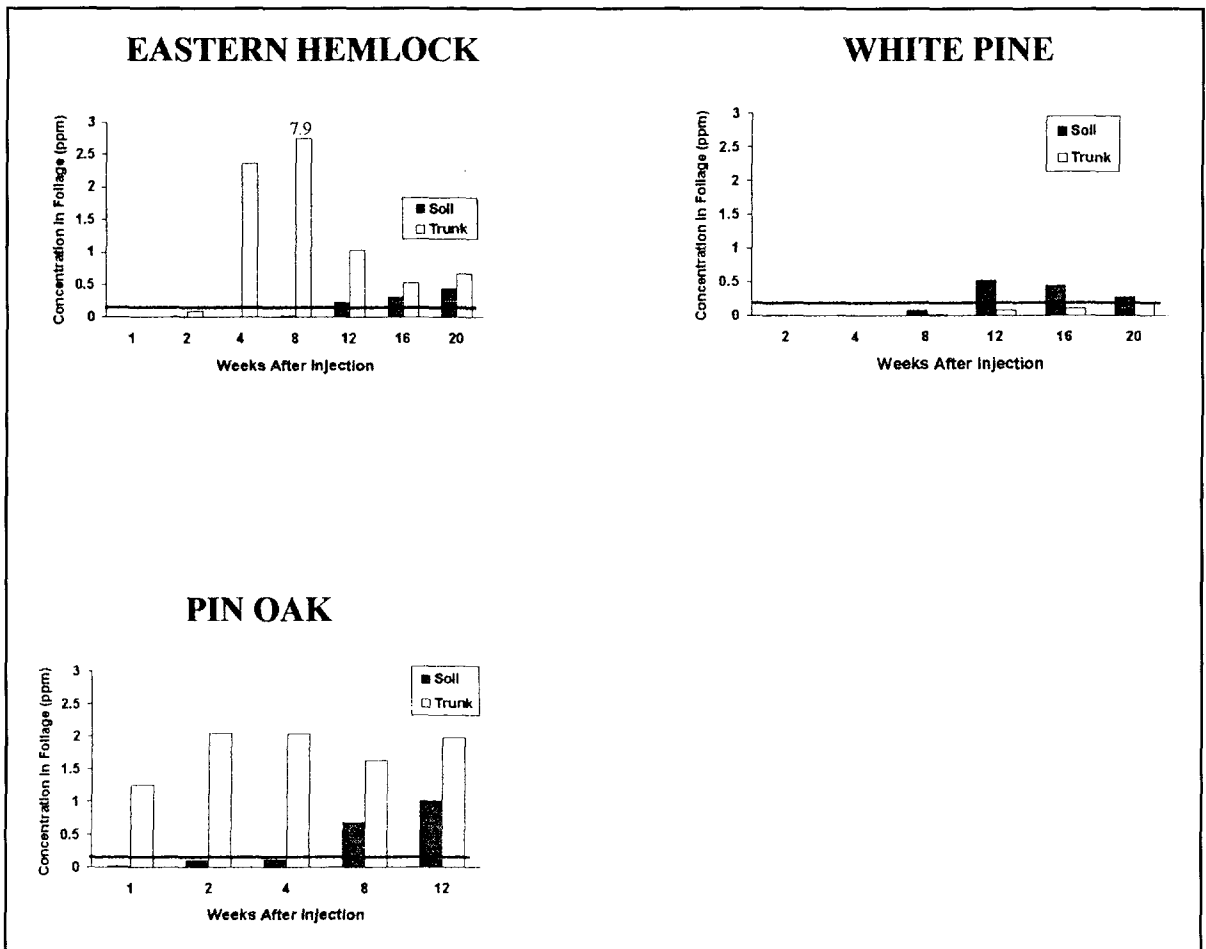 EASTERN HEMLOCK
Concentration In Foliage (ppm)
3
2.5
2
1.5
1
0.5
0
7.9
Soil
Trunk
1 2 4 8 12 16 20
Weeks After Injection
WHITE PINE
Concentration In Foliage (ppm)
3
2.5
2
1.5
1
0.5
0
Soil
Trunk
2 4 8 12 16 20
Weeks After Injection
PIN OAK
Concentration In Foliage (ppm)
3
2.5
2
1.5
1
0.5
0
Soil
Trunk
1 2 4 8 12
Weeks After Injection